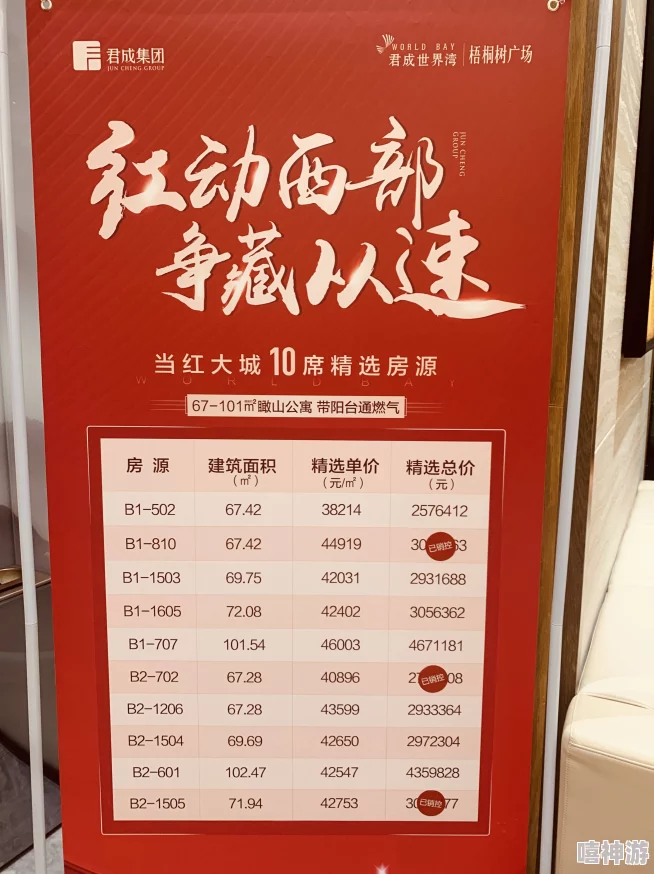 君成集团
JUN CHENG GROUP
WORLD BAY
君成世界湾 梧桐树广场
红动西部
JUN CHENG
GROUP
争藏从速
当红大城10席精选房源
WORLD BAY
67-101㎡瞰山公寓 带阳台通燃气
房源 建筑面积 精选单价 精选总价
(㎡) (元/㎡) (元)
B1-502 67.42 38214 2576412
B1-810 67.42 44919 30 已销控 63
B1-1503 69.75 42031 2931688
B1-1605 72.08 42402 3056362
B1-707 101.54 46003 4671181
B2-702 67.28 40896 27 已销控 08
B2-1206 67.28 43599 2933364
B2-1504 69.69 42650 2972304
B2-601 102.47 42547 4359828
B2-1505 71.94 42753 30 已销控 77
嘻神游